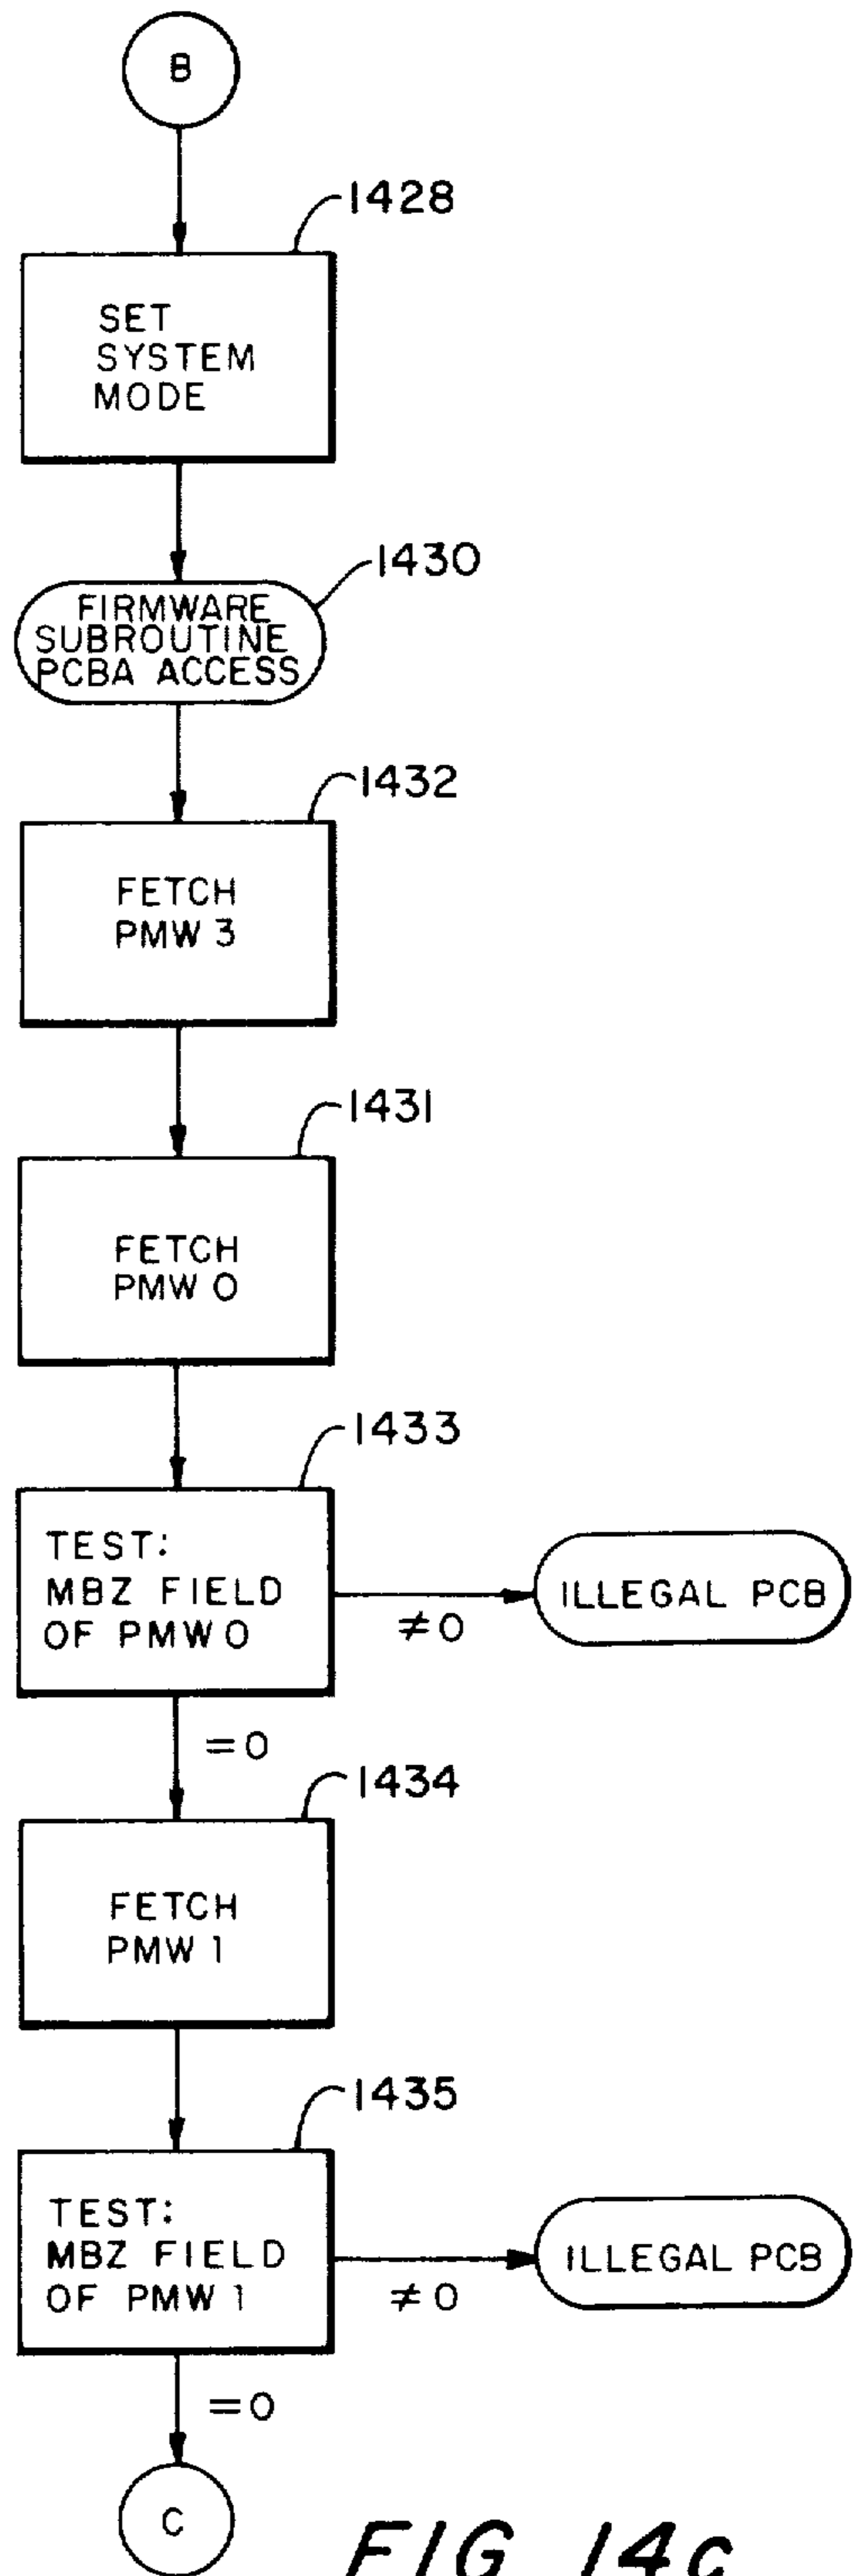 B
1428
SET
SYSTEM
MODE
1430
FIRMWARE
SUBROUTINE
PCBA ACCESS
1432
FETCH
PMW 3
1431
FETCH
PMW 0
1433
TEST:
MBZ FIELD
OF PMW 0
≠0
ILLEGAL PCB
=0
1434
FETCH
PMW 1
1435
TEST:
MBZ FIELD
OF PMW 1
≠0
ILLEGAL PCB
=0
C
FIG 14c